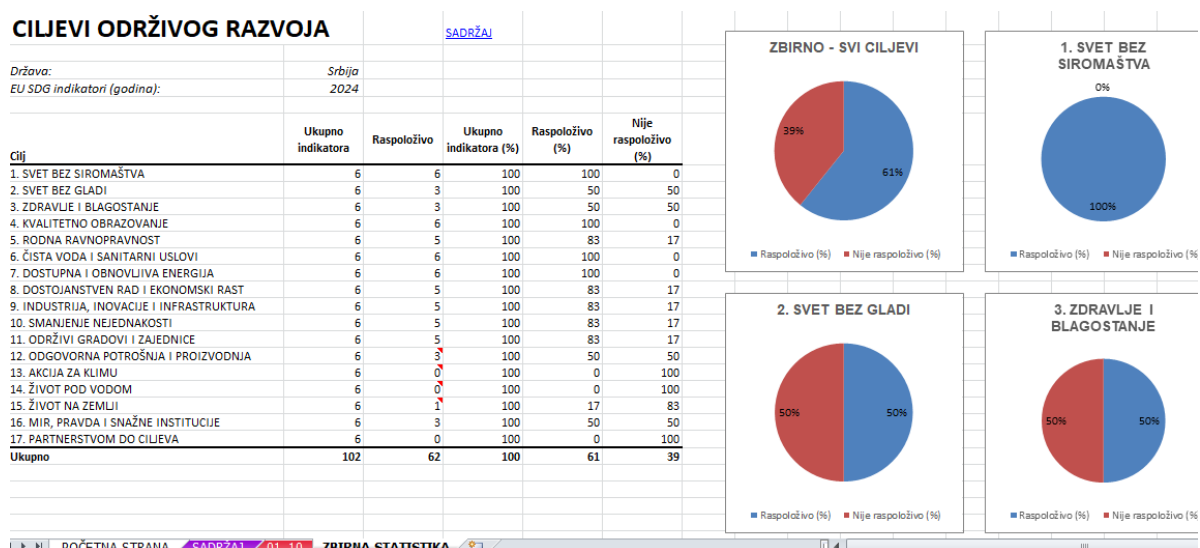 CILJEVI ODRŽIVOG RAZVOJA
SADRŽAJ
Država: Srbija
EU SDG indikatori (godina): 2024
Cilj Ukupno indikatora Raspoloživo Ukupno indikatora (%) Raspoloživo (%) Nije raspoloživo (%)
1. SVET BEZ SIROMAŠTVA 6 6 100 100 0
2. SVET BEZ GLADI 6 3 100 50 50
3. ZDRAVLJE I BLAGOSTANJE 6 3 100 50 50
4. KVALITETNO OBRAZOVANJE 6 6 100 100 0
5. RODNA RAVNOPRAVNOST 6 5 100 83 17
6. ČISTA VODA I SANITARNI USLOVI 6 6 100 100 0
7. DOSTUPNA I OBNOVLJIVA ENERGIJA 6 6 100 100 0
8. DOSTOJANSTVEN RAD I EKONOMSKI RAST 6 5 100 83 17
9. INDUSTRIJA, INOVACIJE I INFRASTRUKTURA 6 5 100 83 17
10. SMANJENJE NEJEDNAKOSTI 6 5 100 83 17
11. ODRŽIVI GRADOVI I ZAJEDNICE 6 5 100 83 17
12. ODGOVORNA POTROŠNJA I PROIZVODNJA 6 3 100 50 50
13. AKCIJA ZA KLIMU 6 0 100 0 100
14. ŽIVOT POD VODOM 6 0 100 0 100
15. ŽIVOT NA ZEMLJI 6 1 100 17 83
16. MIR, PRAVDA I SNAŽNE INSTITUCIJE 6 3 100 50 50
17. PARTNERSTVOM DO CILJEVA 6 0 100 0 100
Ukupno 102 62 100 61 39
ZBIRNO - SVI CILJEVI
39%
61%
Raspoloživo (%) Nije raspoloživo (%)
1. SVET BEZ
SIROMAŠTVA
0%
100%
Raspoloživo (%) Nije raspoloživo (%)
2. SVET BEZ GLADI
50% 50%
Raspoloživo (%) Nije raspoloživo (%)
3. ZDRAVLJE I
BLAGOSTANJE
50% 50%
Raspoloživo (%) Nije raspoloživo (%)
POČETNA STRANA SADRŽAJ 01_10 ZBIRNA STATISTIKA